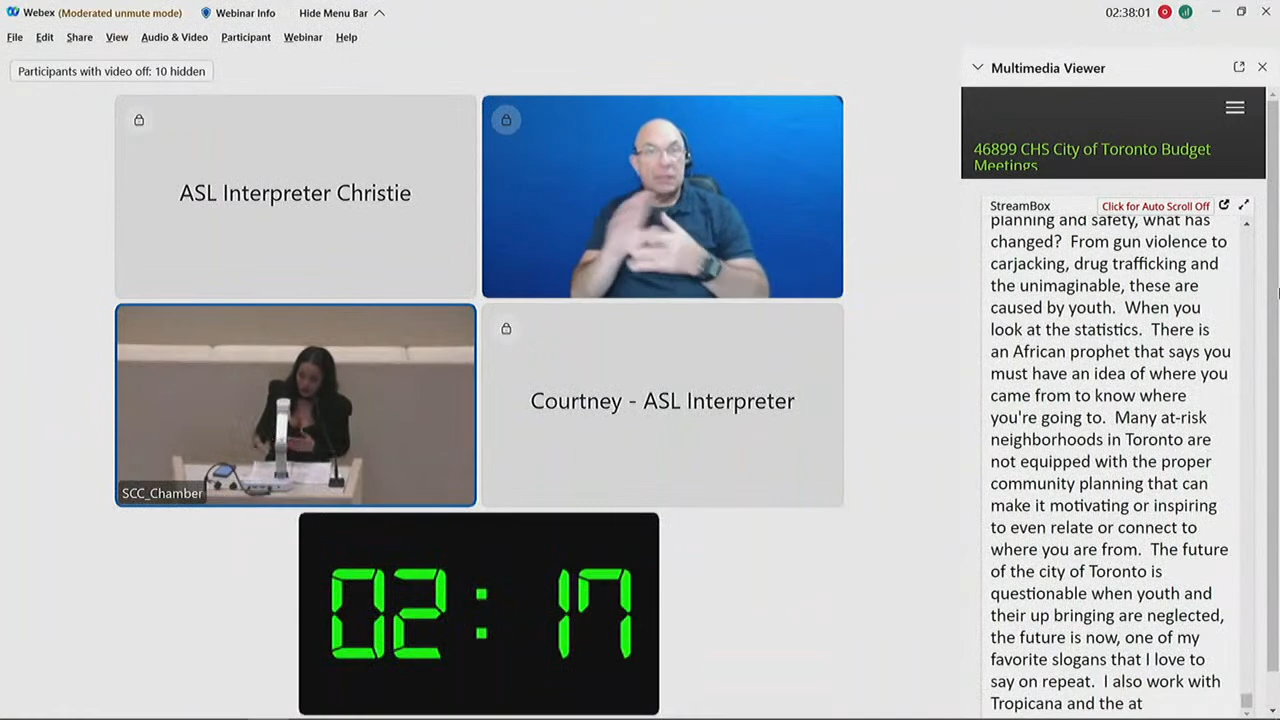 Webex (Moderated unmute mode) Webinar Info Hide Menu Bar 02:38:01
File Edit Share View Audio & Video Participant Webinar Help
Participants with video off: 10 hidden
ASL Interpreter Christie
SCC_Chamber
Courtney - ASL Interpreter
02:17
Multimedia Viewer
46899 CHS City of Toronto Budget
Meetings
StreamBox Click for Auto Scroll Off
planning and safety, what has
changed? From gun violence to
carjacking, drug trafficking and
the unimaginable, these are
caused by youth. When you
look at the statistics. There is
an African prophet that says you
must have an idea of where you
came from to know where
you're going to. Many at-risk
neighborhoods in Toronto are
not equipped with the proper
community planning that can
make it motivating or inspiring
to even relate or connect to
where you are from. The future
of the city of Toronto is
questionable when youth and
their up bringing are neglected,
the future is now, one of my
favorite slogans that I love to
say on repeat. I also work with
Tropicana and the at